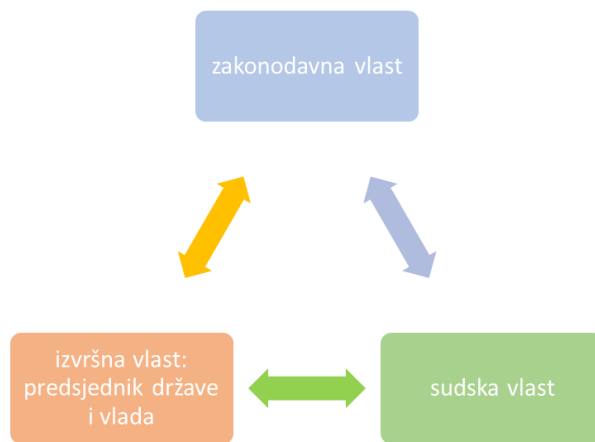 zakonodavna vlast
izvršna vlast:
predsjednik države
i vlada
sudska vlast